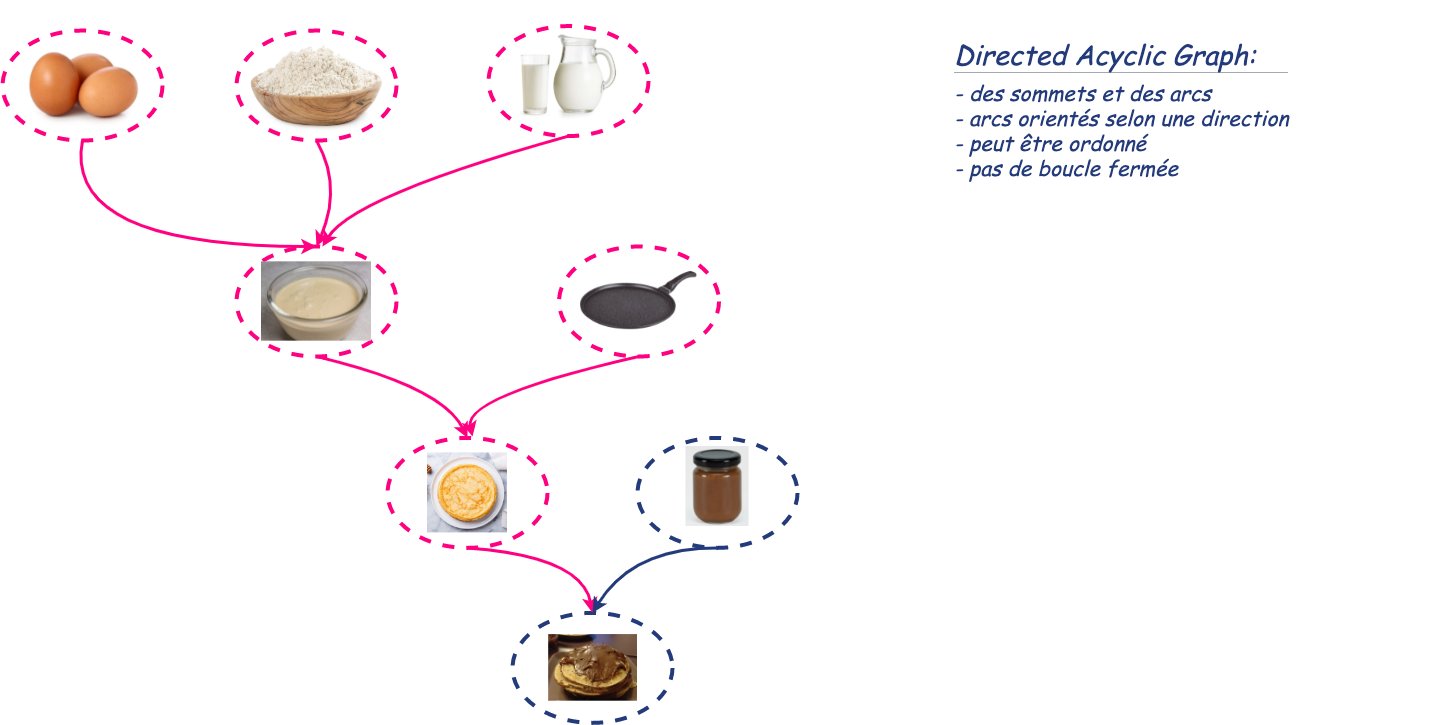 Directed Acyclic Graph:
- des sommets et des arcs
- arcs orientés selon une direction
- peut être ordonné
- pas de boucle fermée